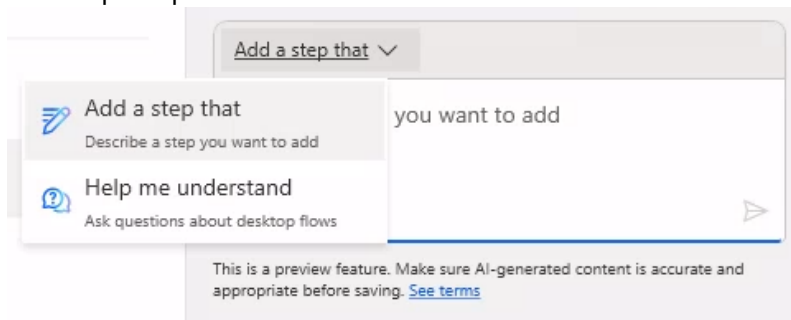 Add a step that
Add a step that
Describe a step you want to add
you want to add
Help me understand
Ask questions about desktop flows
This is a preview feature. Make sure AI-generated content is accurate and
appropriate before saving. See terms